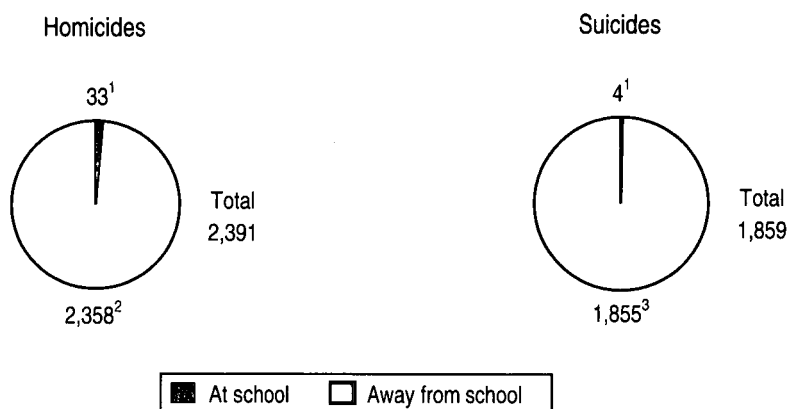 Homicides
33¹
Total
2,391
2,358²
Suicides
4¹
Total
1,859
1,855³
At school Away from school